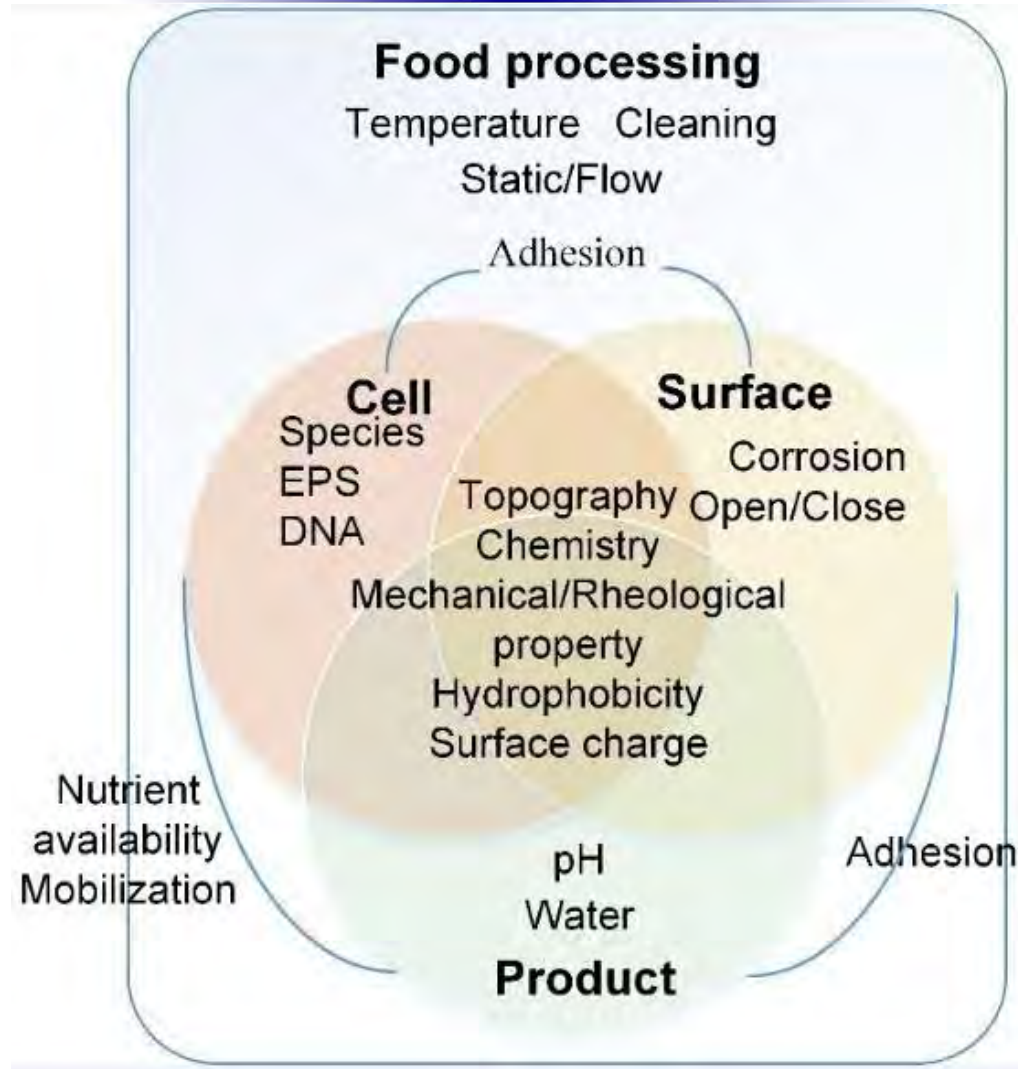 Food processing
Temperature Cleaning
Static/Flow
Adhesion
Cell
Species
EPS
DNA
Surface
Corrosion
Open/Close
Topography
Chemistry
Mechanical/Rheological
property
Hydrophobicity
Surface charge
Nutrient
availability
Mobilization
Adhesion
pH
Water
Product